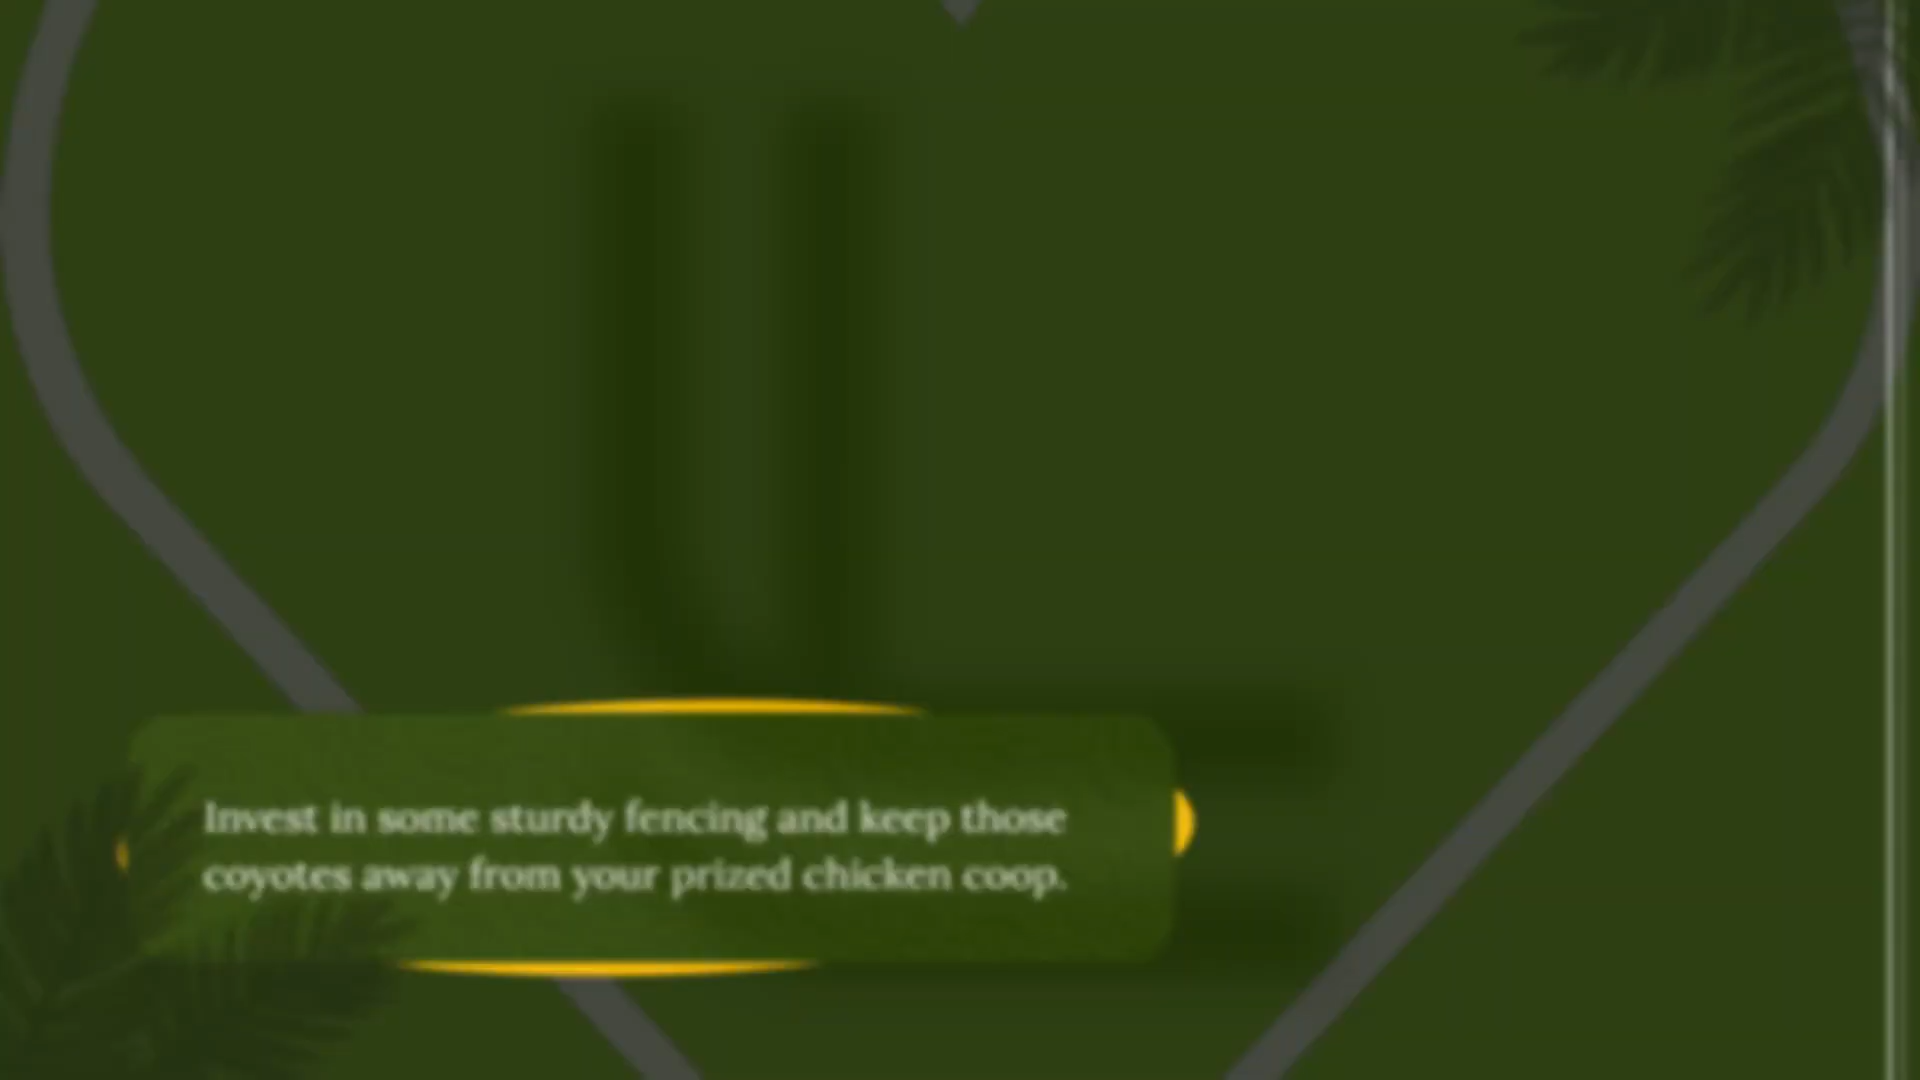 Invest in some sturdy fencing and keep those
coyotes away from your prized chicken coop.